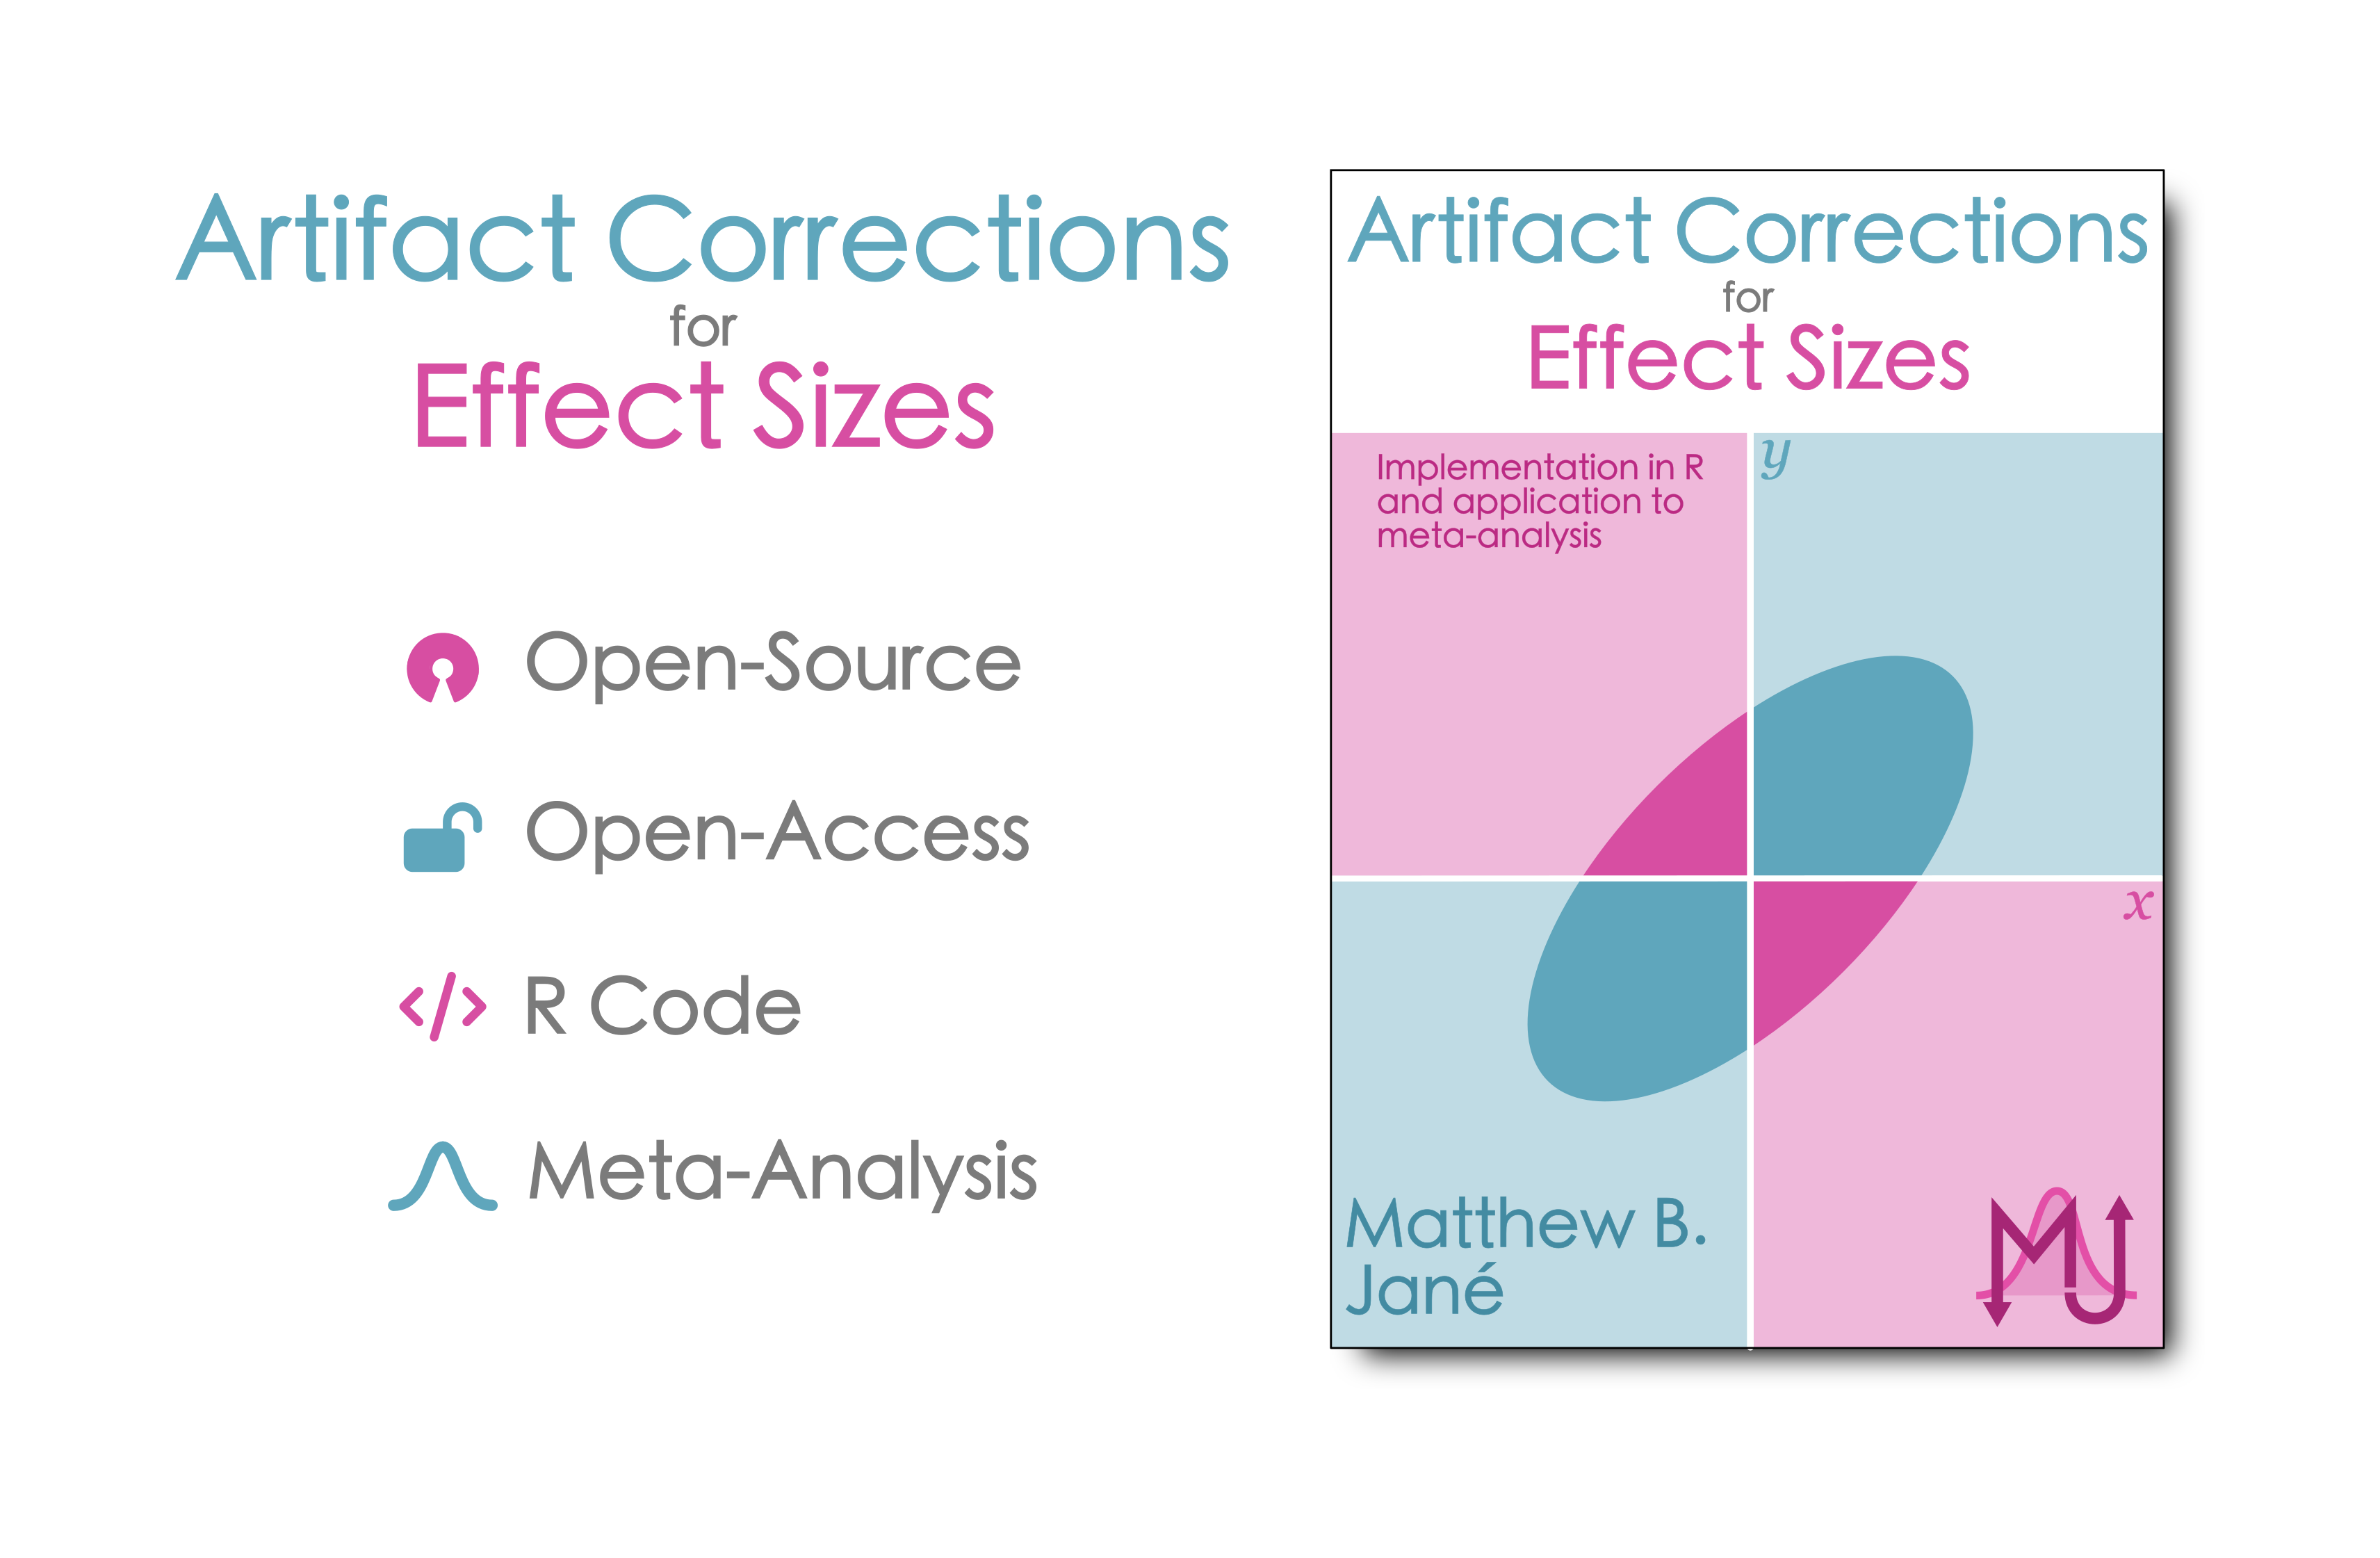 Artifact Corrections
for
Effect Sizes
Open-Source
Open-Access
</> R Code
Meta-Analysis
Artifact Corrections
for
Effect Sizes
Implementation in R
and application to
meta-analysis
y
x
Matthew B.
Jané
MJ